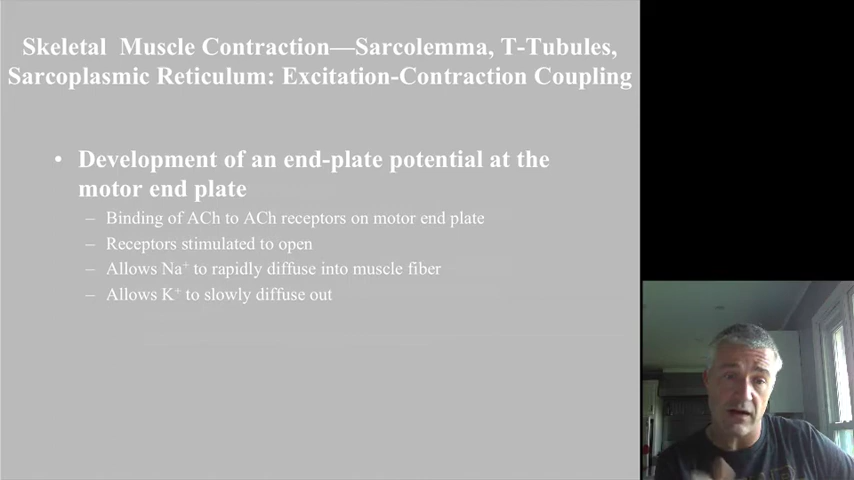 Skeletal Muscle Contraction—Sarcolemma, T-Tubules,
Sarcoplasmic Reticulum: Excitation-Contraction Coupling
• Development of an end-plate potential at the
motor end plate
– Binding of ACh to ACh receptors on motor end plate
– Receptors stimulated to open
– Allows Na⁺ to rapidly diffuse into muscle fiber
– Allows K⁺ to slowly diffuse out